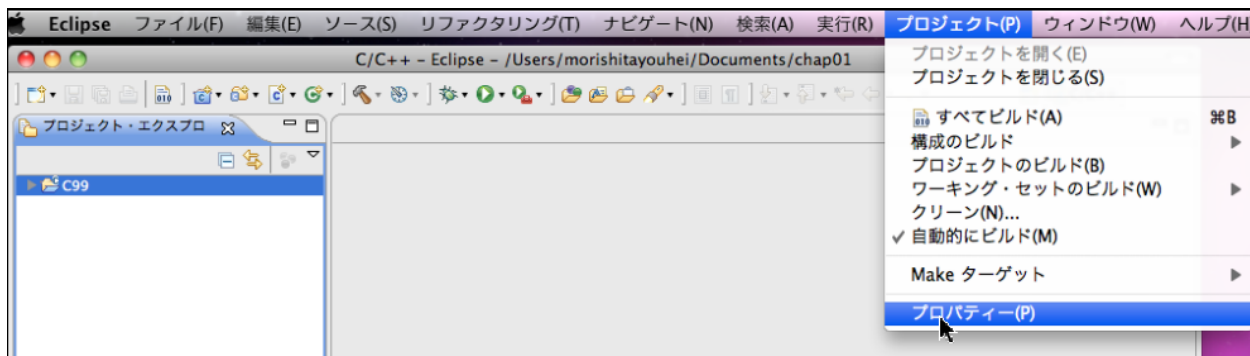 Eclipse ファイル(F) 編集(E) ソース(S) リファクタリング(T) ナビゲート(N) 検索(A) 実行(R) プロジェクト(P) ウィンドウ(W) ヘルプ(H
C/C++ – Eclipse – /Users/morishitayouhei/Documents/chap01
プロジェクト・エクスプロ
C99
プロジェクトを開く(E)
プロジェクトを閉じる(S)
すべてビルド(A) ⌘B
構成のビルド
プロジェクトのビルド(B)
ワーキング・セットのビルド(W)
クリーン(N)...
✓ 自動的にビルド(M)
Make ターゲット
プロパティー(P)